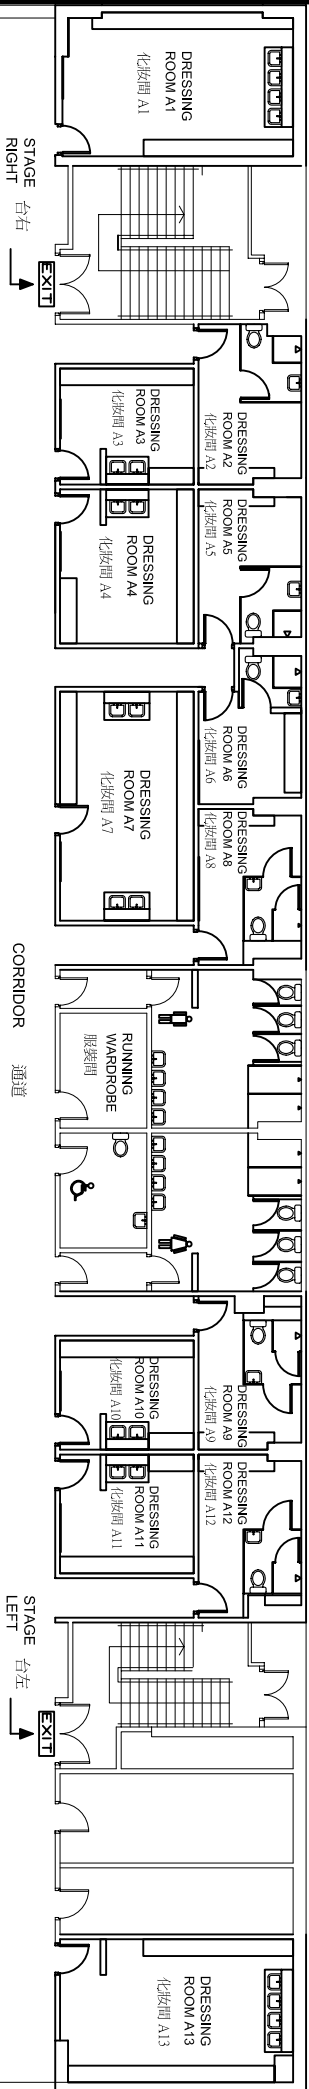 DRESSING
ROOM A1
化妝間 A1
STAGE
RIGHT
台右
EXIT
DRESSING
ROOM A2
化妝間 A2
DRESSING
ROOM A3
化妝間 A3
DRESSING
ROOM A5
化妝間 A5
DRESSING
ROOM A4
化妝間 A4
DRESSING
ROOM A6
化妝間 A6
DRESSING
ROOM A7
化妝間 A7
DRESSING
ROOM A8
化妝間 A8
CORRIDOR 通道
RUNNING
WARDROBE
服裝間
DRESSING
ROOM A9
化妝間 A9
DRESSING
ROOM A10
化妝間 A10
DRESSING
ROOM A12
化妝間 A12
DRESSING
ROOM A11
化妝間 A11
STAGE
LEFT
台左
EXIT
DRESSING
ROOM A13
化妝間 A13